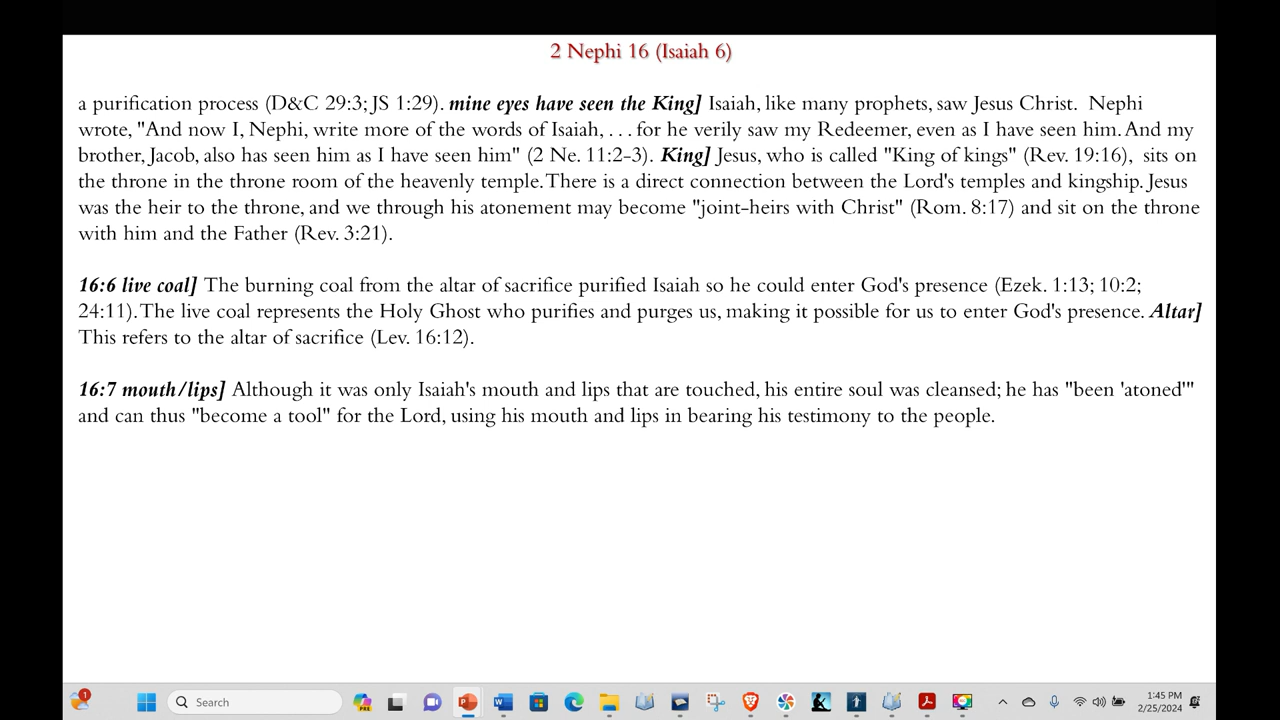 2 Nephi 16 (Isaiah 6)
a purification process (D&C 29:3; JS 1:29). mine eyes have seen the King] Isaiah, like many prophets, saw Jesus Christ.  Nephi
wrote, "And now I, Nephi, write more of the words of Isaiah, . . . for he verily saw my Redeemer, even as I have seen him. And my
brother, Jacob, also has seen him as I have seen him" (2 Ne. 11:2-3). King] Jesus, who is called "King of kings" (Rev. 19:16),  sits on
the throne in the throne room of the heavenly temple. There is a direct connection between the Lord's temples and kingship. Jesus
was the heir to the throne, and we through his atonement may become "joint-heirs with Christ" (Rom. 8:17) and sit on the throne
with him and the Father (Rev. 3:21).
16:6 live coal] The burning coal from the altar of sacrifice purified Isaiah so he could enter God's presence (Ezek. 1:13; 10:2;
24:11). The live coal represents the Holy Ghost who purifies and purges us, making it possible for us to enter God's presence. Altar]
This refers to the altar of sacrifice (Lev. 16:12).
16:7 mouth/lips] Although it was only Isaiah's mouth and lips that are touched, his entire soul was cleansed; he has "been 'atoned'"
and can thus "become a tool" for the Lord, using his mouth and lips in bearing his testimony to the people.
1
Search
PRE
1:45 PM
2/25/2024